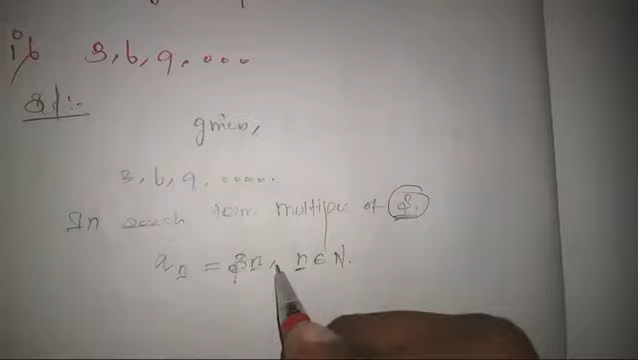 3, 6, 9, ....
Sol:-
given,
3, 6, 9, .....
In each term multiple of 3.
aₙ = 3n, n ∈ N.